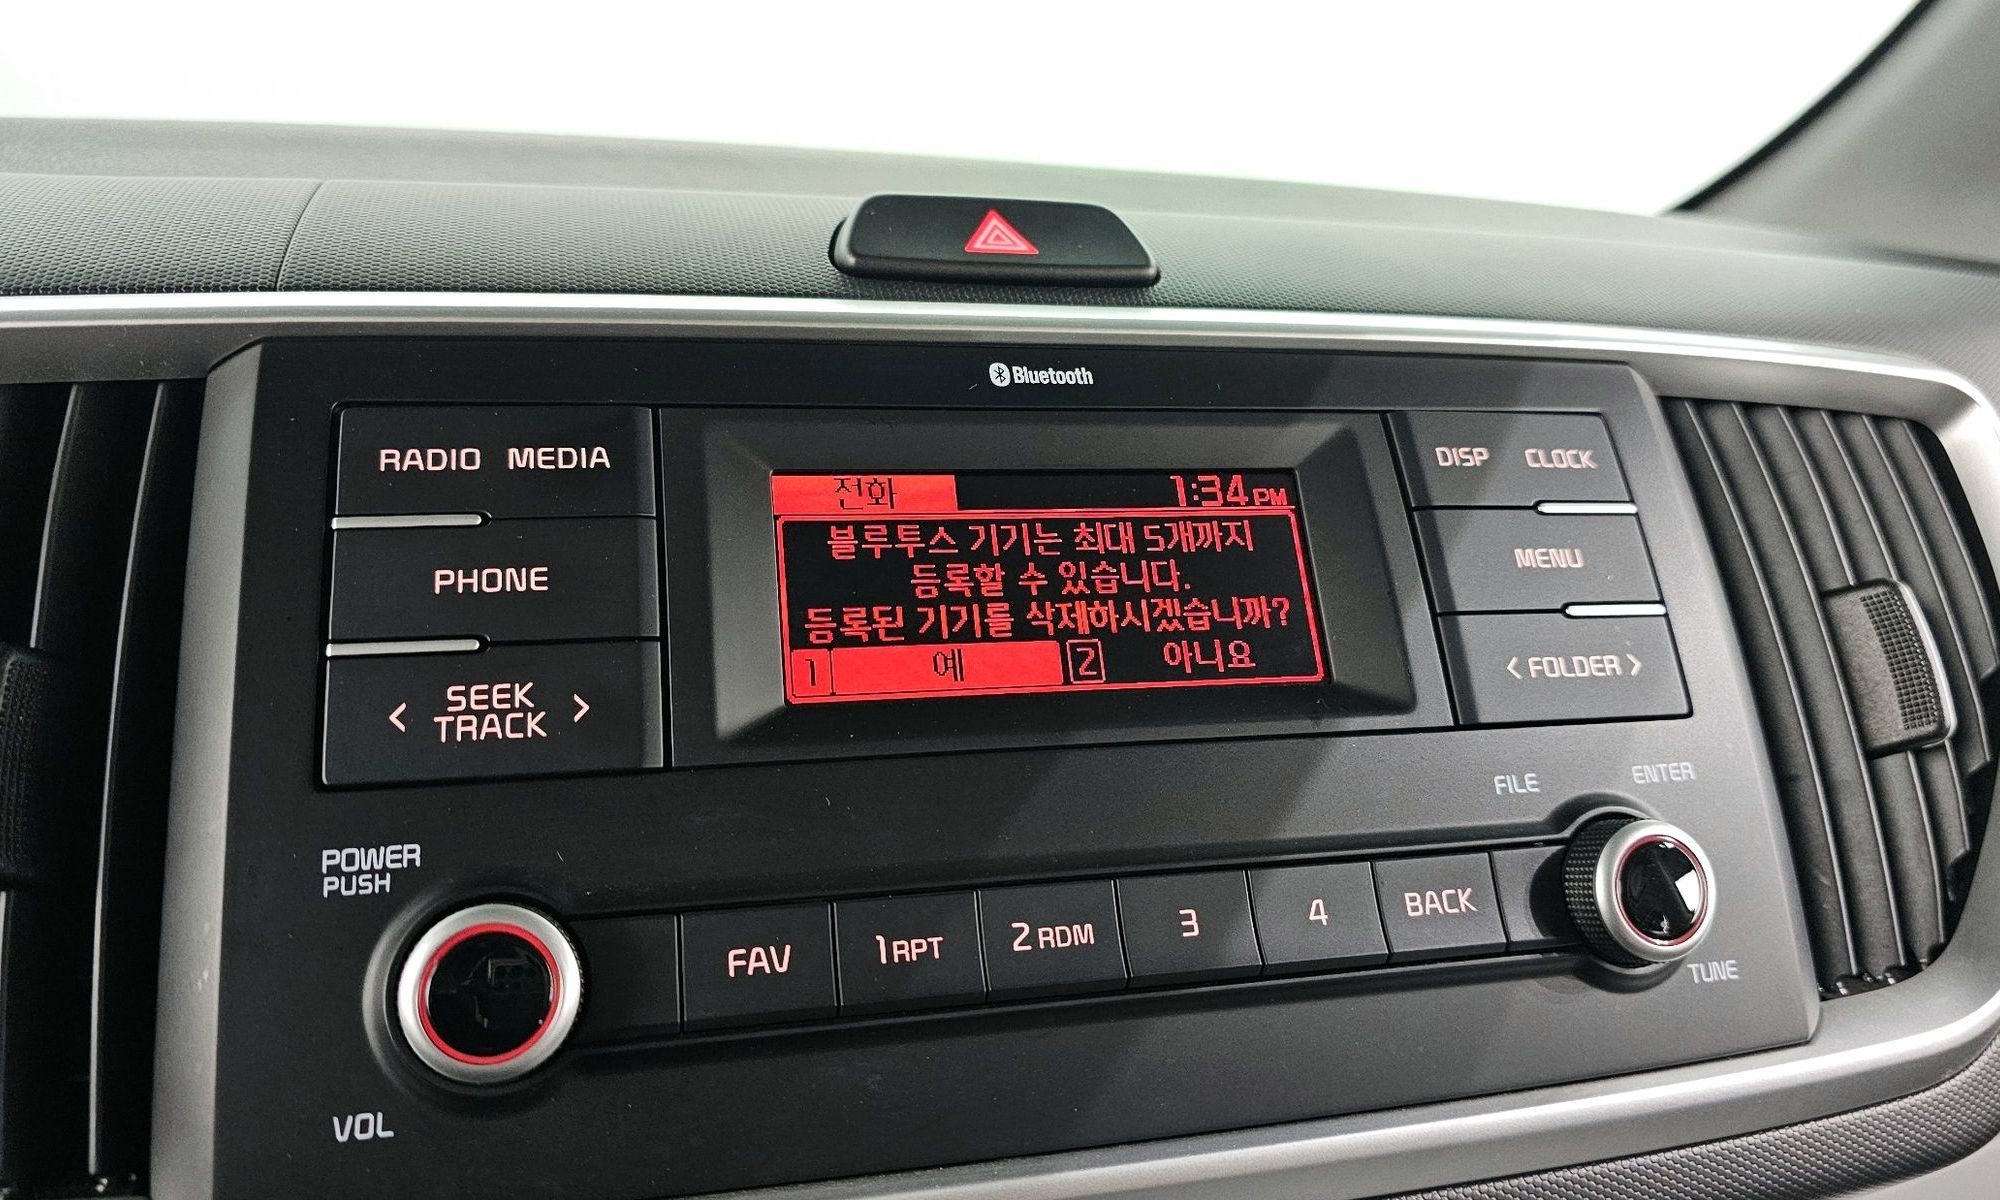 Bluetooth
RADIO MEDIA
PHONE
< SEEK TRACK >
전화 1:34 PM
블루투스 기기는 최대 5개까지
등록할 수 있습니다.
등록된 기기를 삭제하시겠습니까?
1 예 2 아니요
DISP CLOCK
MENU
< FOLDER >
FILE ENTER
POWER
PUSH
FAV 1 RPT 2 RDM 3 4 BACK
TUNE
VOL